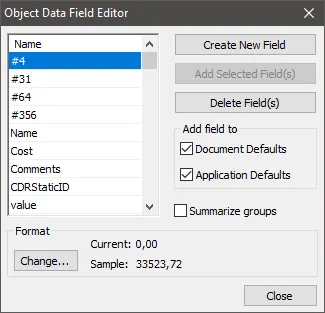 Object Data Field Editor
Name
#4
#31
#64
#356
Name
Cost
Comments
CDRStaticID
value
Create New Field
Add Selected Field(s)
Delete Field(s)
Add field to
Document Defaults
Application Defaults
Summarize groups
Format
Change...
Current: 0,00
Sample: 33523,72
Close